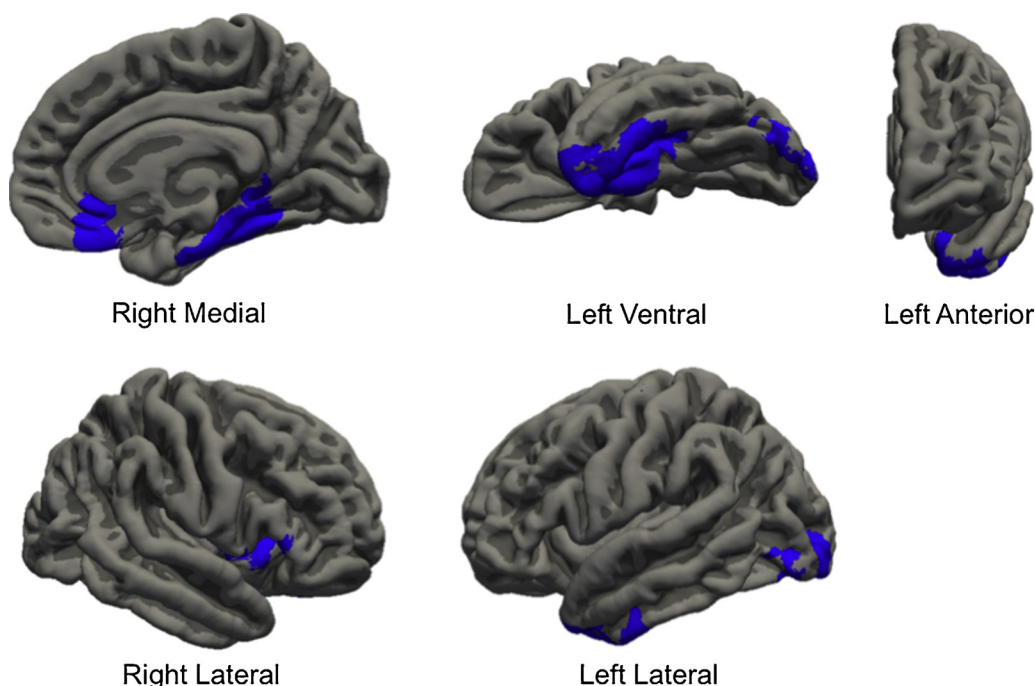 Right Medial
Left Ventral
Left Anterior
Right Lateral
Left Lateral